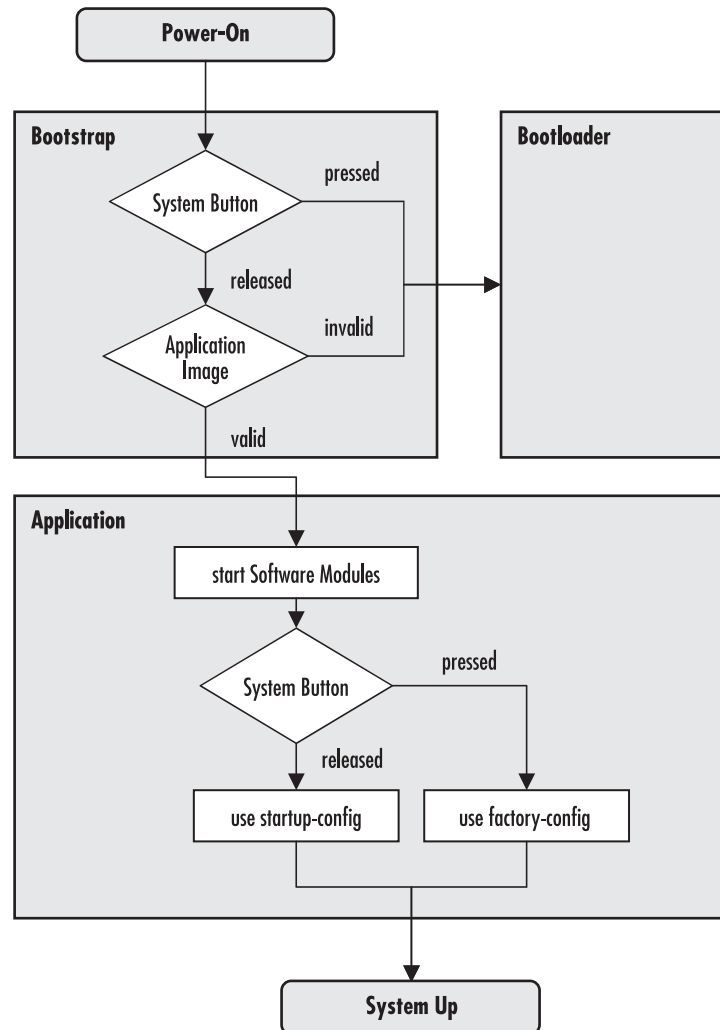 Power-On
Bootstrap
Bootloader
System Button
pressed
released
Application
Image
invalid
valid
Application
start Software Modules
System Button
pressed
released
use startup-config
use factory-config
System Up